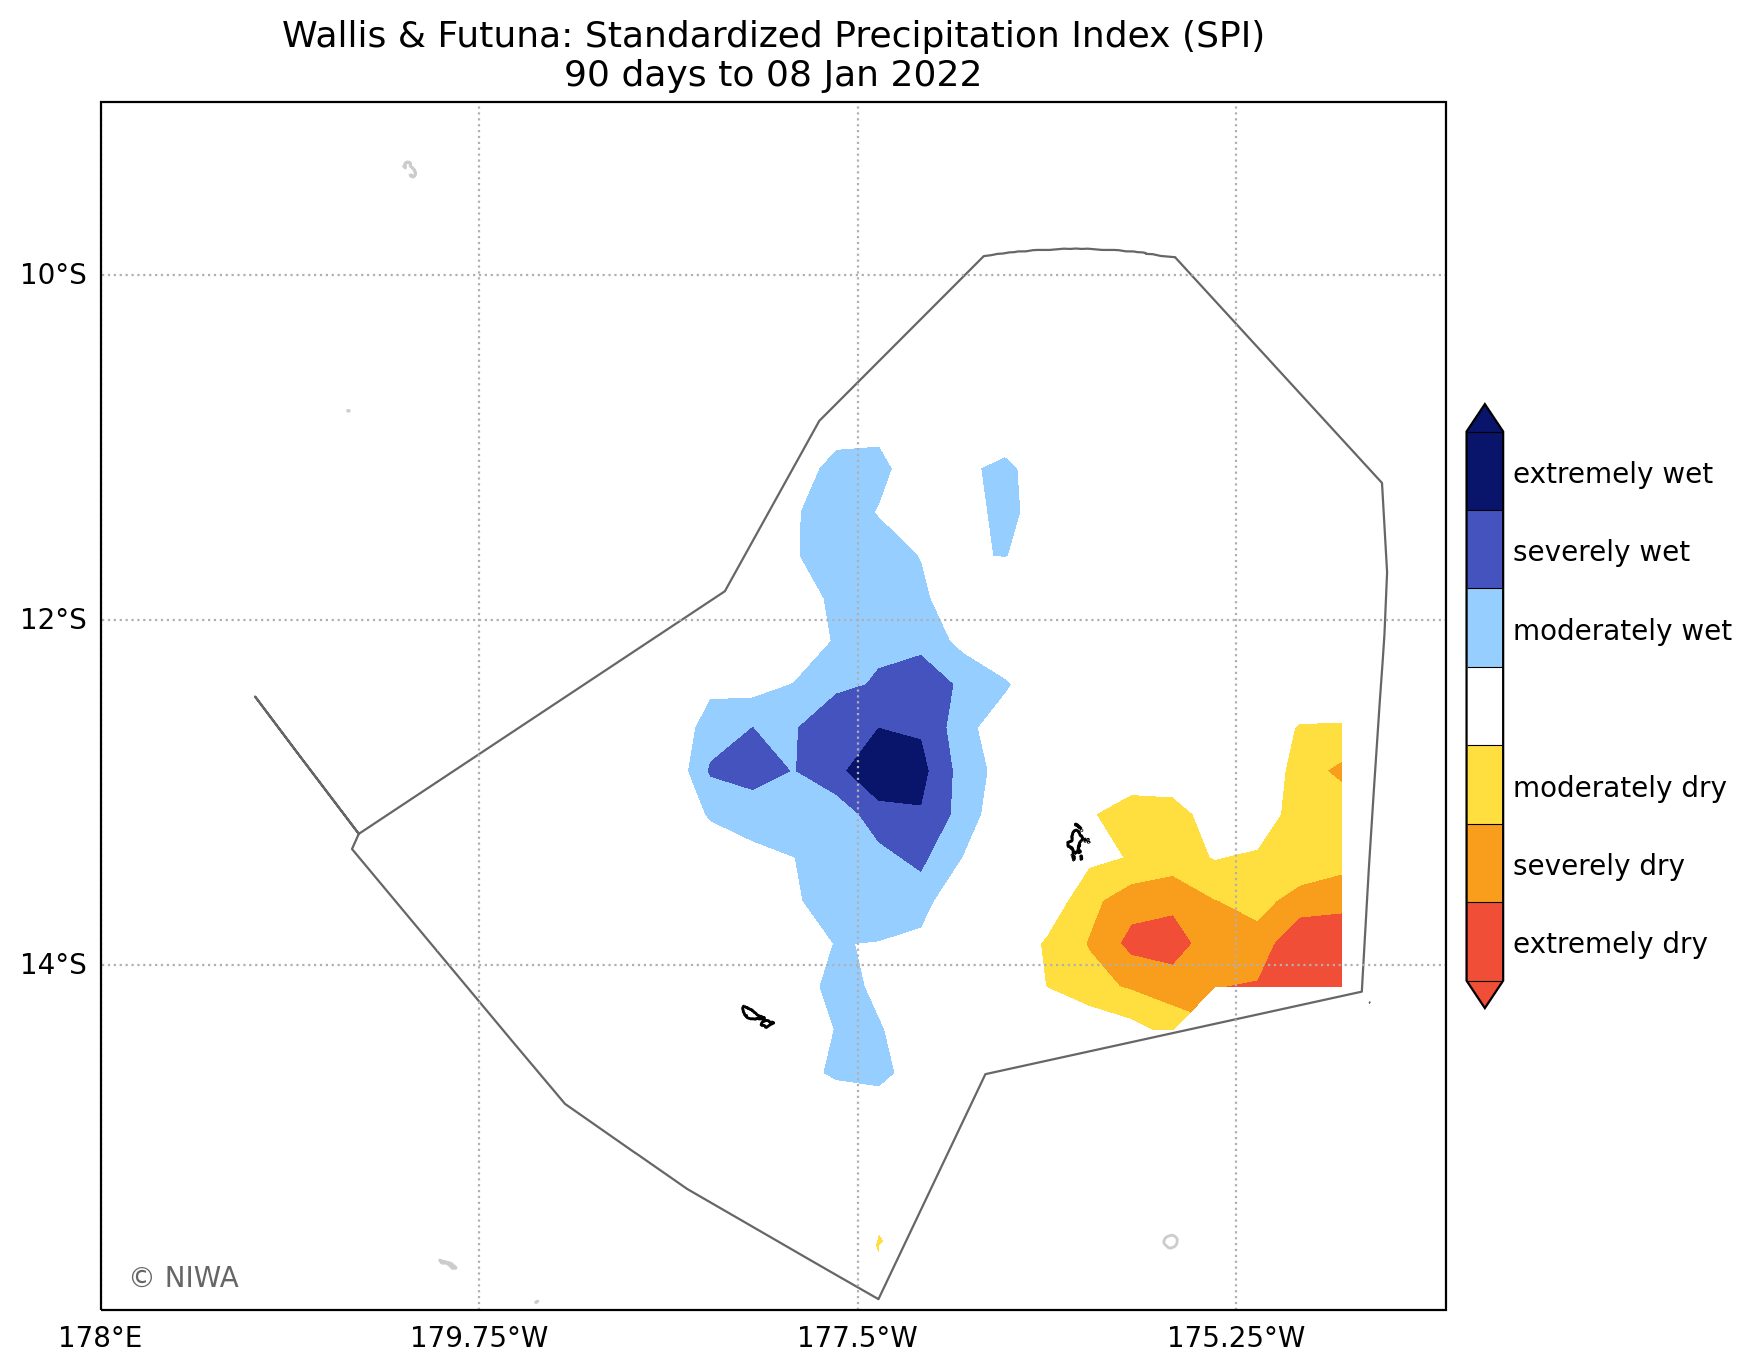 Wallis & Futuna: Standardized Precipitation Index (SPI)
90 days to 08 Jan 2022
10°S
12°S
14°S
extremely wet
severely wet
moderately wet
moderately dry
severely dry
extremely dry
© NIWA
178°E
179.75°W
177.5°W
175.25°W